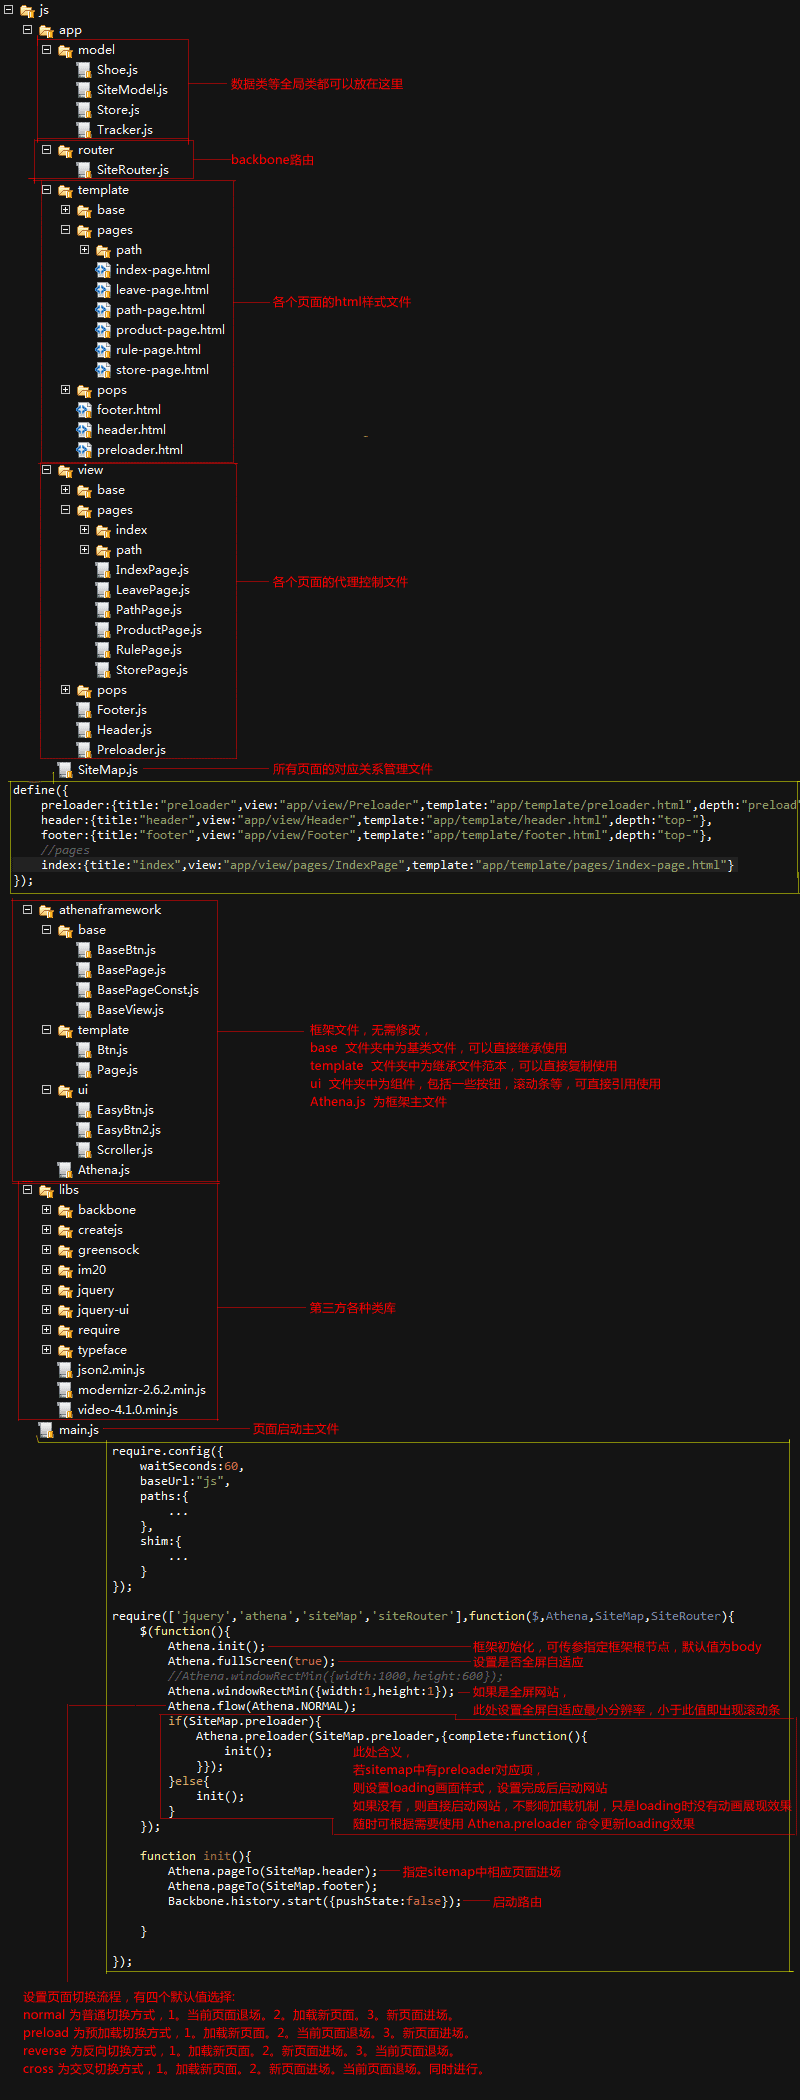 js
app
model
Shoe.js
SiteModel.js
数据类等全局类都可以放在这里
Store.js
Tracker.js
router
backbone路由
SiteRouter.js
template
base
pages
path
index-page.html
leave-page.html
各个页面的html样式文件
path-page.html
product-page.html
rule-page.html
store-page.html
pops
footer.html
header.html
preloader.html
view
base
pages
index
path
IndexPage.js
各个页面的代理控制文件
LeavePage.js
PathPage.js
ProductPage.js
RulePage.js
StorePage.js
pops
Footer.js
Header.js
Preloader.js
SiteMap.js
所有页面的对应关系管理文件
define({
preloader:{title:"preloader",view:"app/view/Preloader",template:"app/template/preloader.html",depth:"preload"
header:{title:"header",view:"app/view/Header",template:"app/template/header.html",depth:"top-"},
footer:{title:"footer",view:"app/view/Footer",template:"app/template/footer.html",depth:"top-"},
//pages
index:{title:"index",view:"app/view/pages/IndexPage",template:"app/template/pages/index-page.html"}
});
athenaframework
base
BaseBtn.js
BasePage.js
BasePageConst.js
BaseView.js
template
Btn.js
Page.js
ui
EasyBtn.js
EasyBtn2.js
Scroller.js
Athena.js
框架文件，无需修改，
base 文件夹中为基类文件，可以直接继承使用
template 文件夹中为继承文件范本，可以直接复制使用
ui 文件夹中为组件，包括一些按钮，滚动条等，可直接引用使用
Athena.js 为框架主文件
libs
backbone
createjs
greensock
im20
jquery
jquery-ui
第三方各种类库
require
typeface
json2.min.js
modernizr-2.6.2.min.js
video-4.1.0.min.js
main.js
页面启动主文件
require.config({
waitSeconds:60,
baseUrl:"js",
paths:{
...
},
shim:{
...
}
});
require(['jquery','athena','siteMap','siteRouter'],function($,Athena,SiteMap,SiteRouter){
$(function(){
Athena.init();
框架初始化，可传参指定框架根节点，默认值为body
Athena.fullScreen(true);
设置是否全屏自适应
//Athena.windowRectMin({width:1000,height:600});
Athena.windowRectMin({width:1,height:1});
如果是全屏网站，
此处设置全屏自适应最小分辨率，小于此值即出现滚动条
Athena.flow(Athena.NORMAL);
if(SiteMap.preloader){
Athena.preloader(SiteMap.preloader,{complete:function(){
init();
}});
}else{
init();
}
此处含义，
若sitemap中有preloader对应项，
则设置loading画面样式，设置完成后启动网站
如果没有，则直接启动网站，不影响加载机制，只是loading时没有动画展现效果
随时可根据需要使用 Athena.preloader 命令更新loading效果
});
function init(){
Athena.pageTo(SiteMap.header);
指定sitemap中相应页面进场
Athena.pageTo(SiteMap.footer);
Backbone.history.start({pushState:false});
启动路由
}
});
设置页面切换流程，有四个默认值选择:
normal 为普通切换方式，1。当前页面退场。2。加载新页面。3。新页面进场。
preload 为预加载切换方式，1。加载新页面。2。当前页面退场。3。新页面进场。
reverse 为反向切换方式，1。加载新页面。2。新页面进场。3。当前页面退场。
cross 为交叉切换方式，1。加载新页面。2。新页面进场。当前页面退场。同时进行。